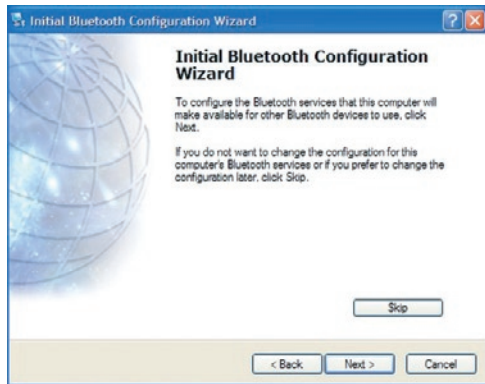 Initial Bluetooth Configuration Wizard
Initial Bluetooth Configuration
Wizard
To configure the Bluetooth services that this computer will
make available for other Bluetooth devices to use, click
Next.
If you do not want to change the configuration for this
computer's Bluetooth services or if you prefer to change the
configuration later, click Skip.
Skip
< Back Next > Cancel